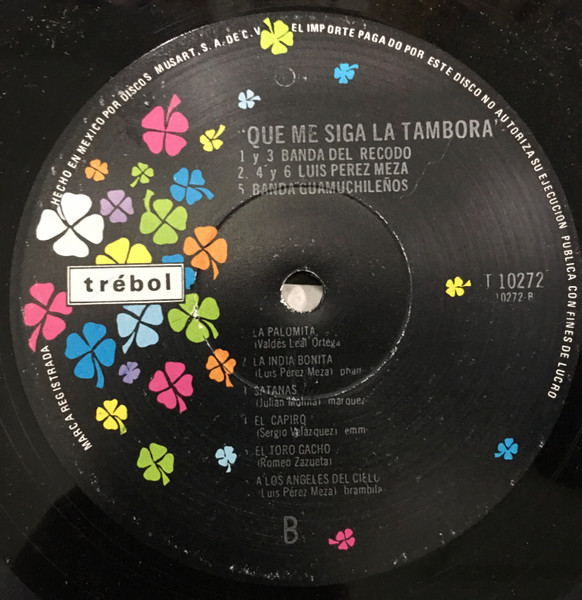 HECHO EN MEXICO POR DISCOS MUSART, S. A. DE C. V. EL IMPORTE PAGADO POR ESTE DISCO NO AUTORIZA SU EJECUCION PUBLICA CON FINES DE LUCRO
"QUE ME SIGA LA TAMBORA"
1 y 3 BANDA DEL RECODO
2. 4 y 6 LUIS PEREZ MEZA
5. BANDA GUAMUCHILEÑOS
trébol
T 10272
10272-B
MARCA REGISTRADA
LA PALOMITA
(Valdés Leal Ortega
LA INDIA BONITA
(Luis Pérez Meza) pham
SATANAS
(Julian Molina) marquez
EL CAPIRO
(Sergio Velázquez) emm
EL TORO GACHO
(Romeo Zazueta)
A LOS ANGELES DEL CIELO
(Luis Pérez Meza) brambila
B